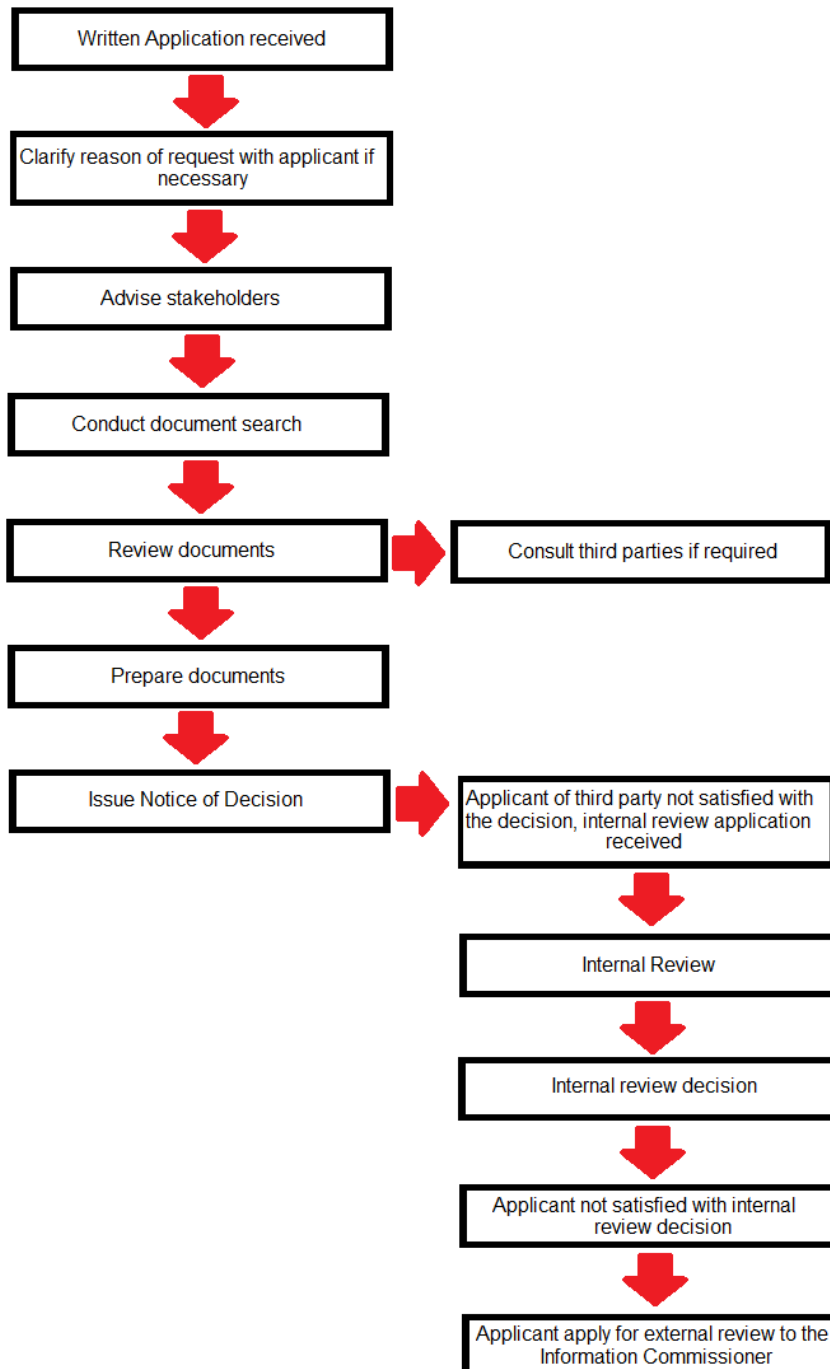 Written Application received
Clarify reason of request with applicant if
necessary
Advise stakeholders
Conduct document search
Review documents
Consult third parties if required
Prepare documents
Issue Notice of Decision
Applicant of third party not satisfied with
the decision, internal review application
received
Internal Review
Internal review decision
Applicant not satisfied with internal
review decision
Applicant apply for external review to the
Information Commissioner